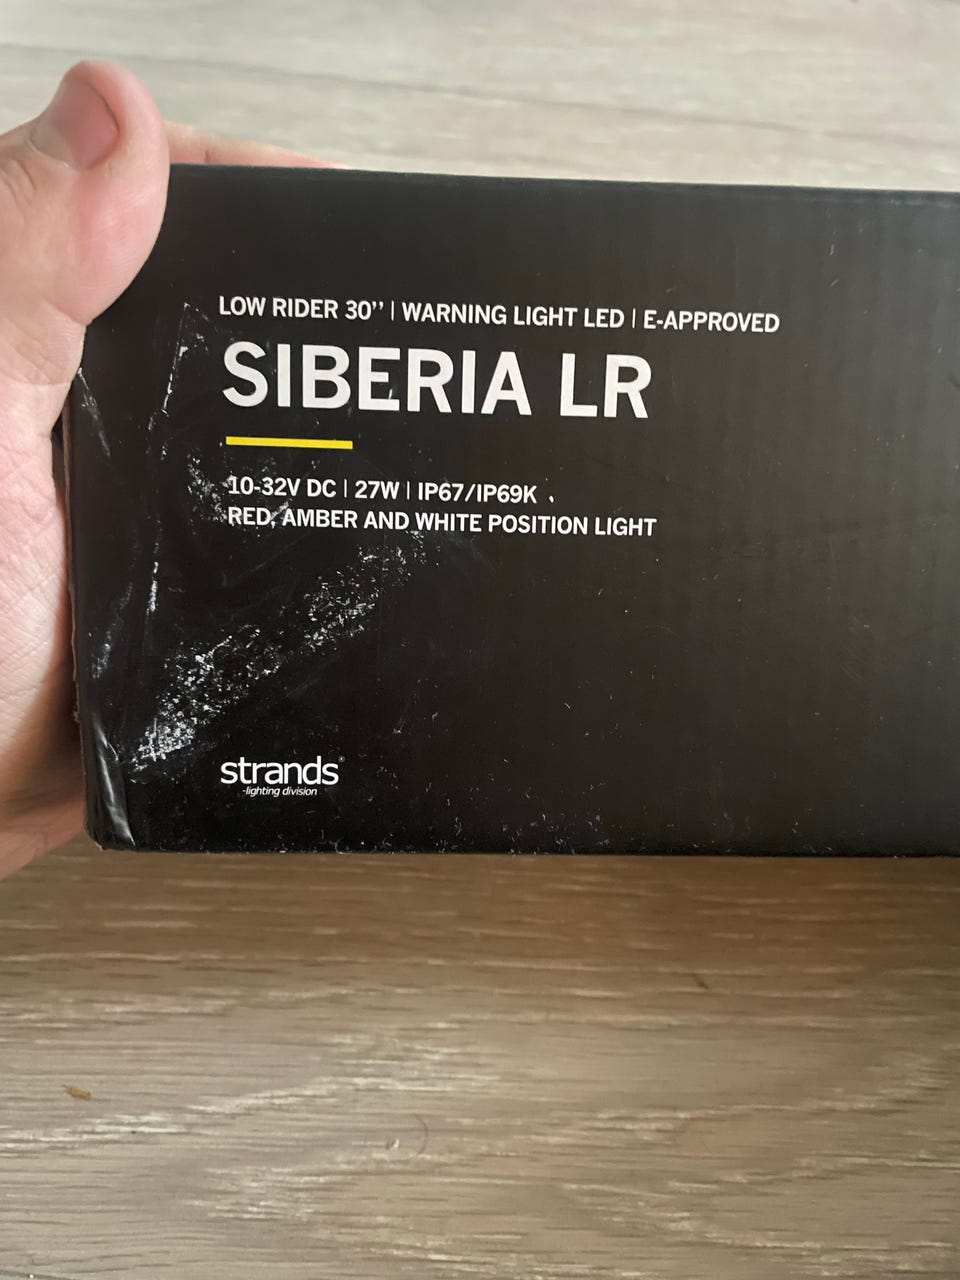 LOW RIDER 30’’ | WARNING LIGHT LED | E-APPROVED
SIBERIA LR
10-32V DC | 27W | IP67/IP69K
RED, AMBER AND WHITE POSITION LIGHT
strands
-lighting division